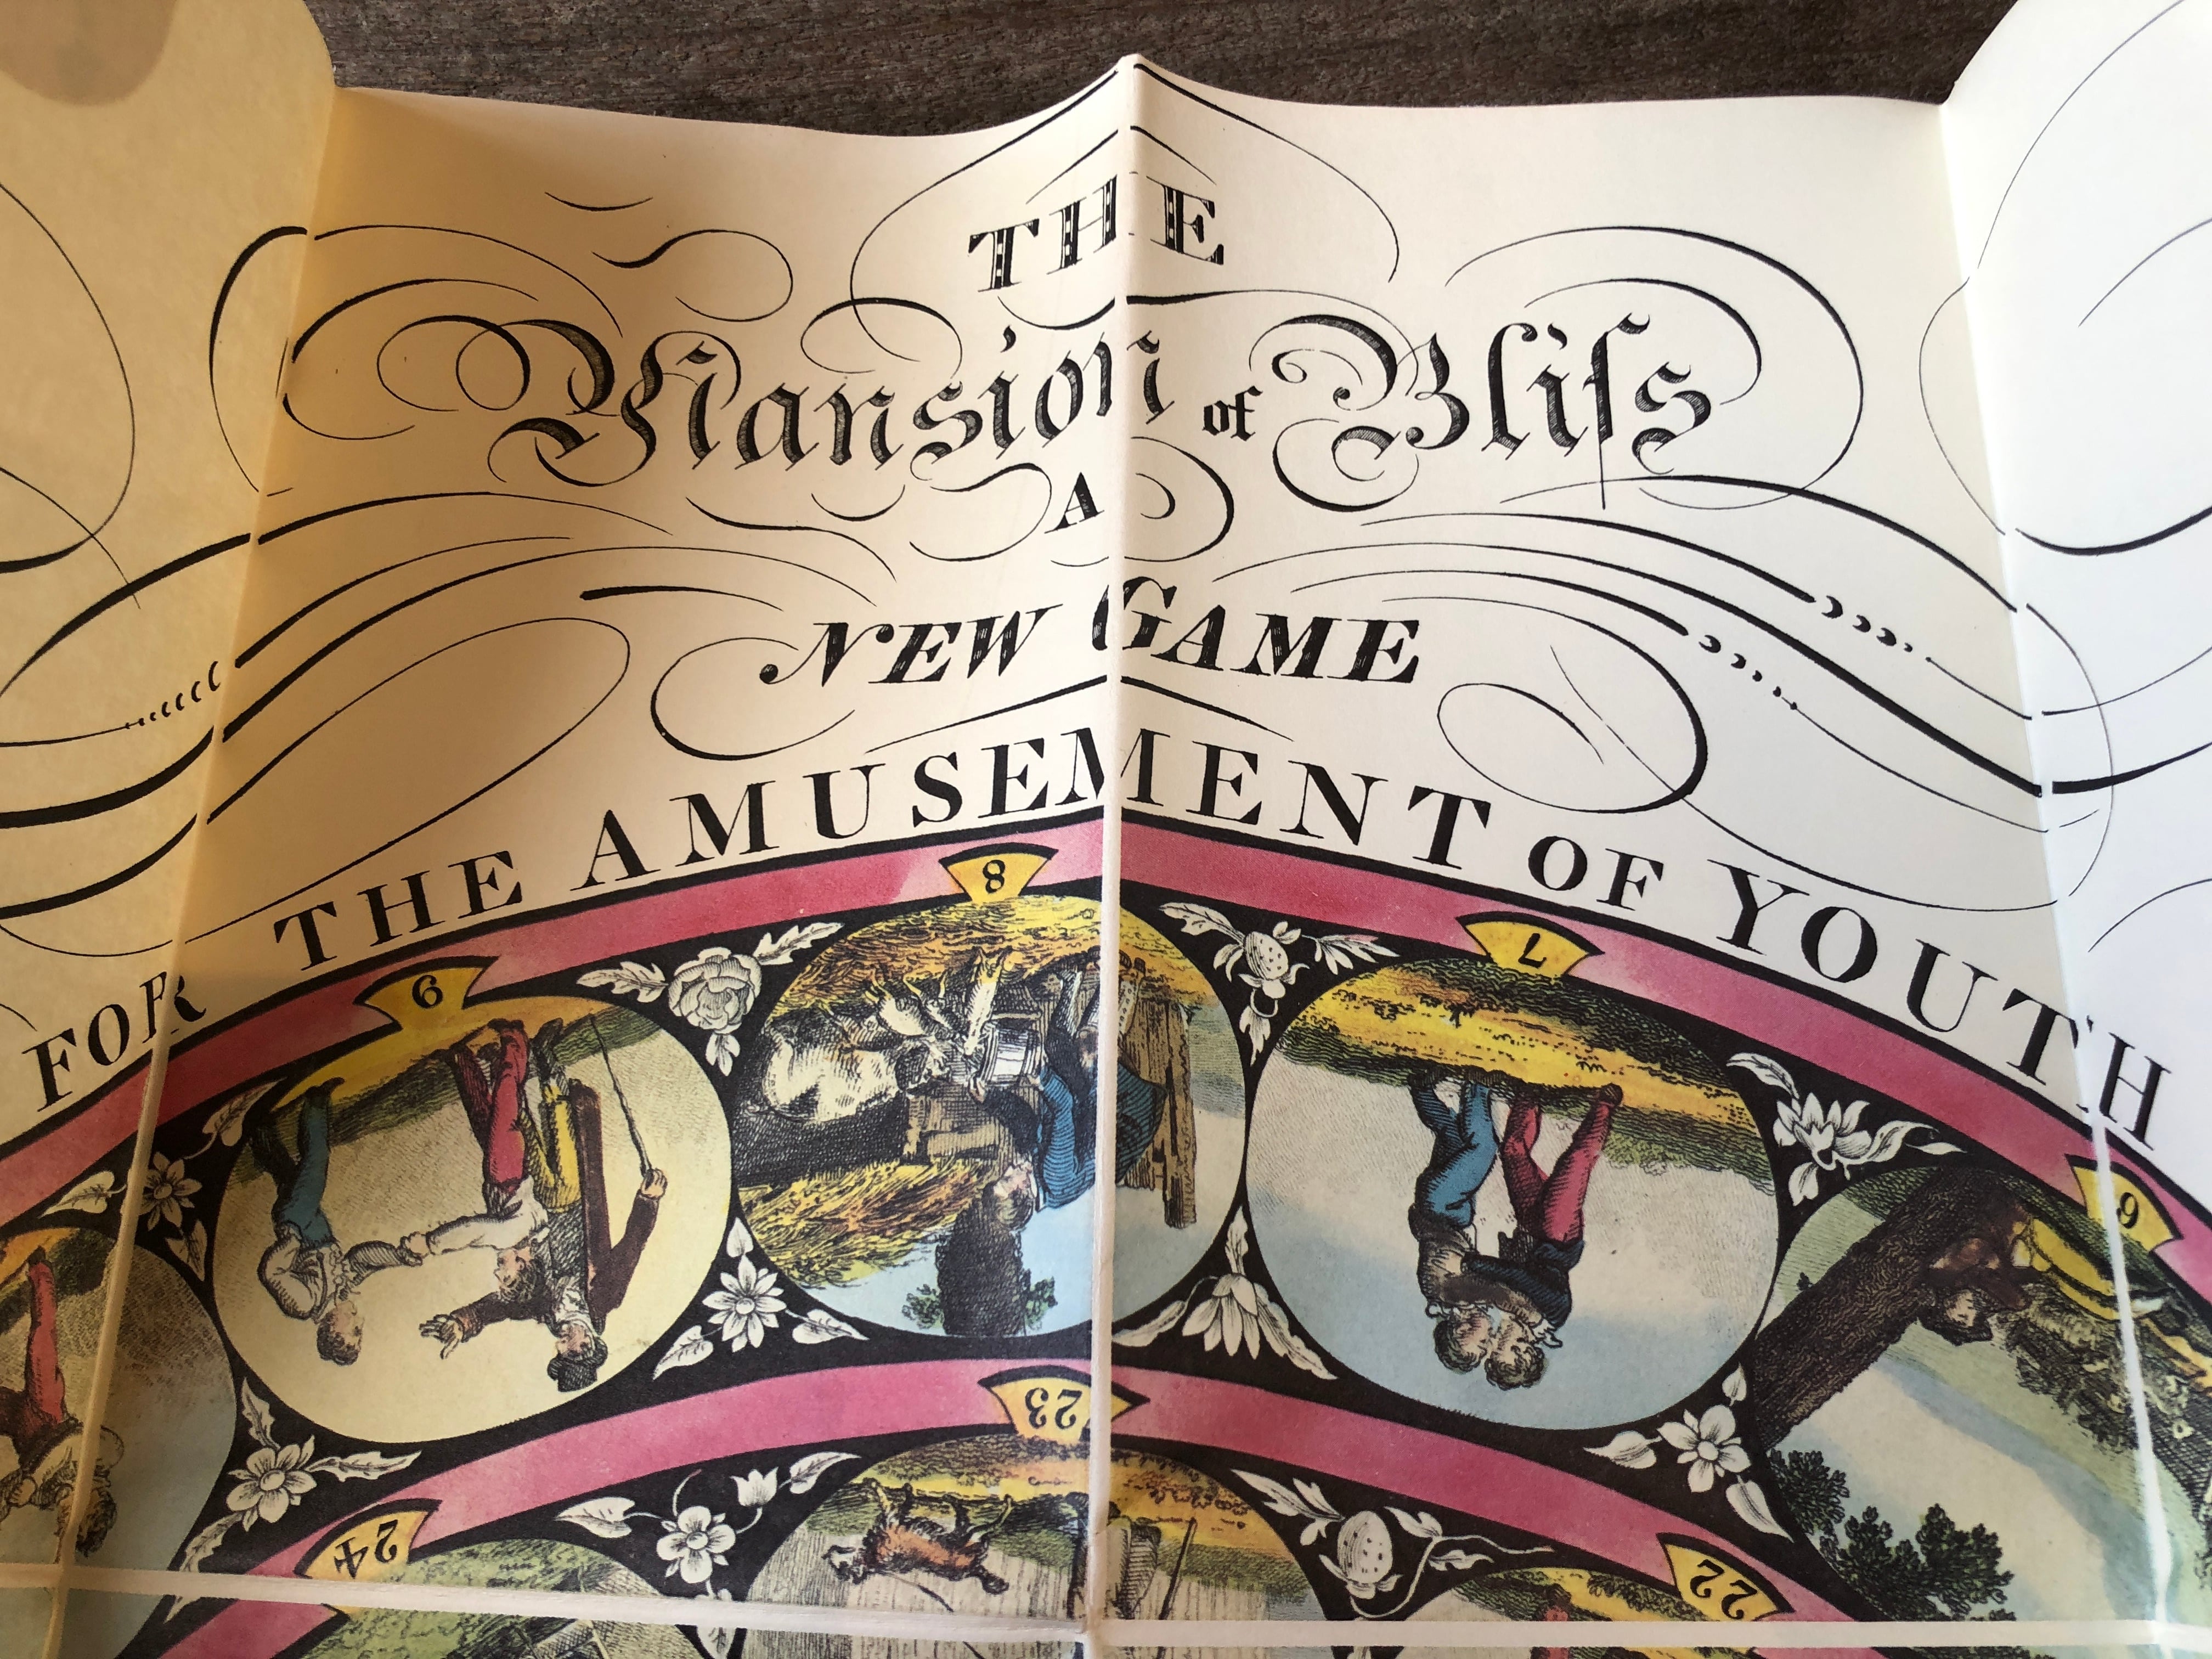 THE
Mansion of Bliſs
A
NEW GAME
FOR THE AMUSEMENT OF YOUTH
9
8
7
6
24
23
22